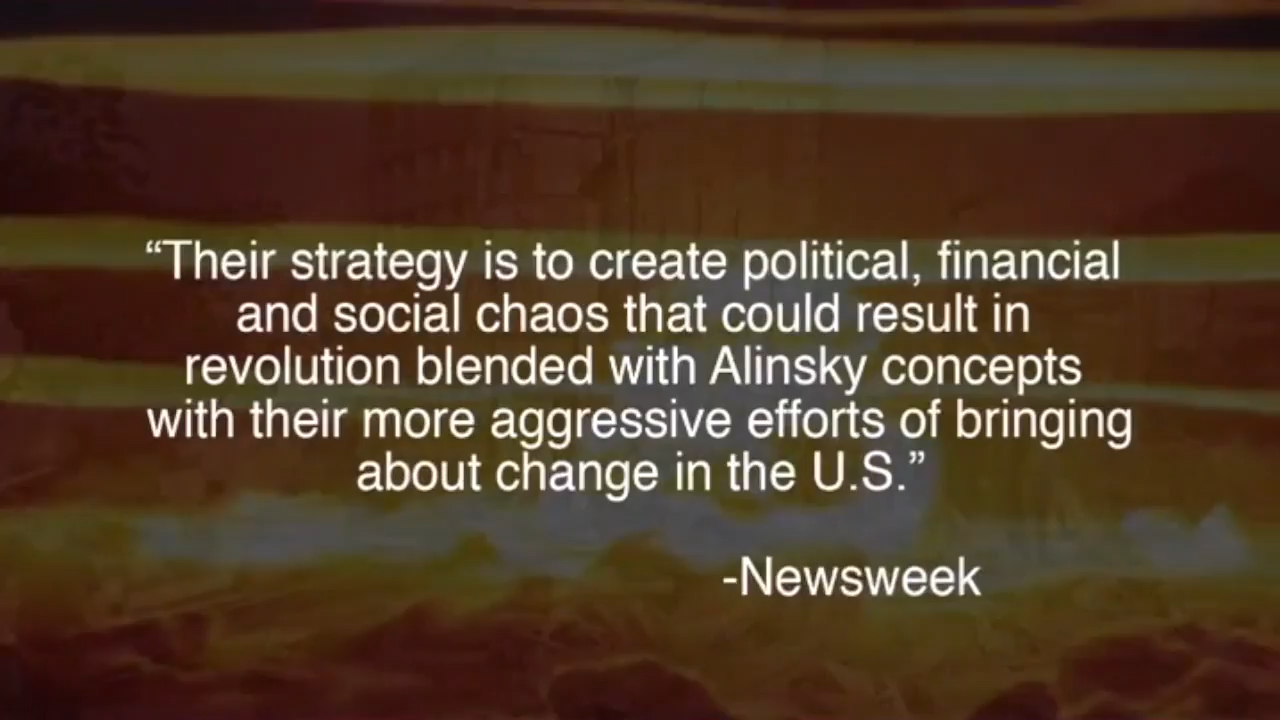 “Their strategy is to create political, financial
and social chaos that could result in
revolution blended with Alinsky concepts
with their more aggressive efforts of bringing
about change in the U.S.”
-Newsweek